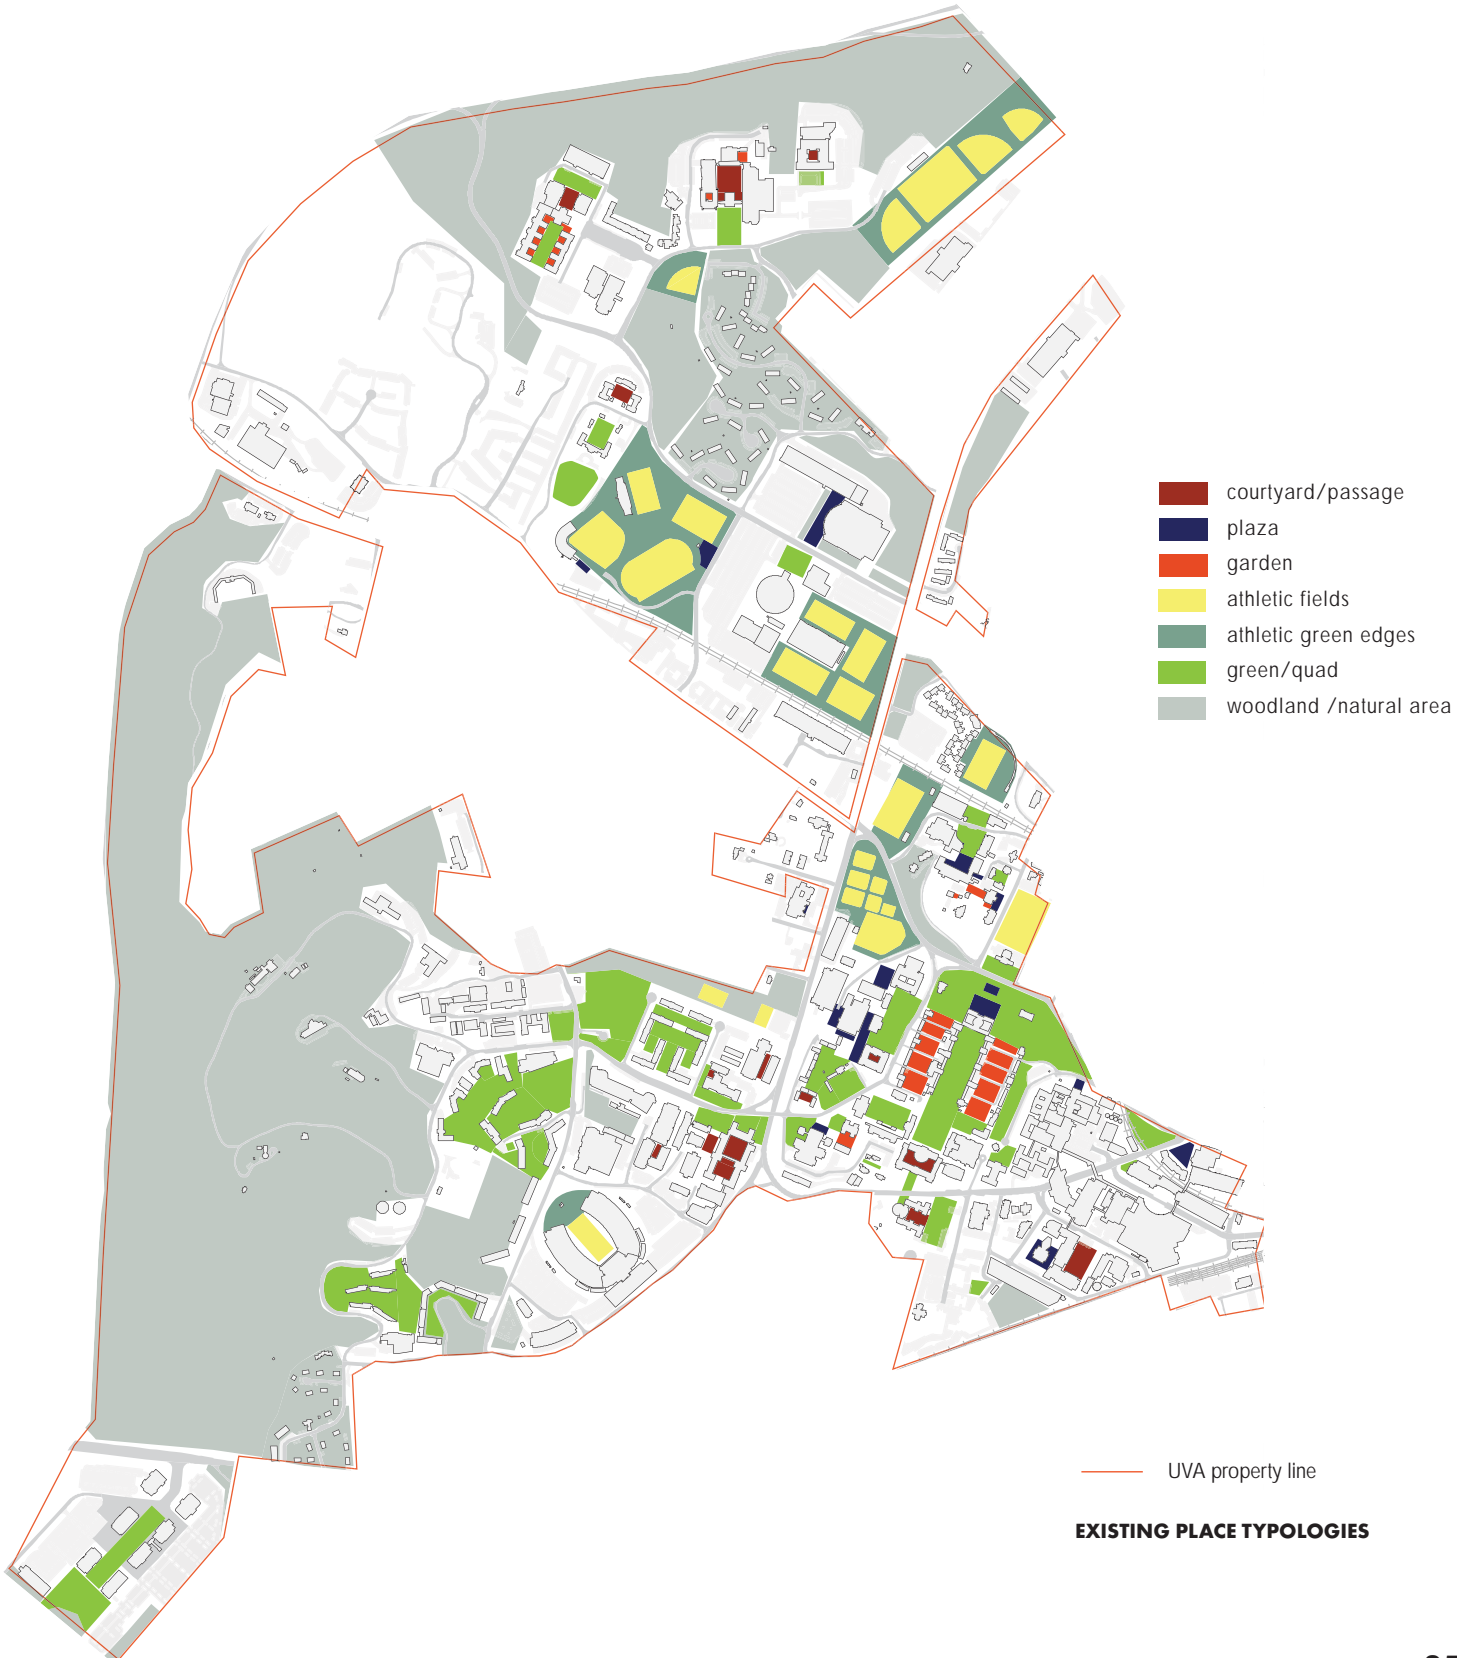 courtyard/passage
plaza
garden
athletic fields
athletic green edges
green/quad
woodland /natural area
UVA property line
EXISTING PLACE TYPOLOGIES